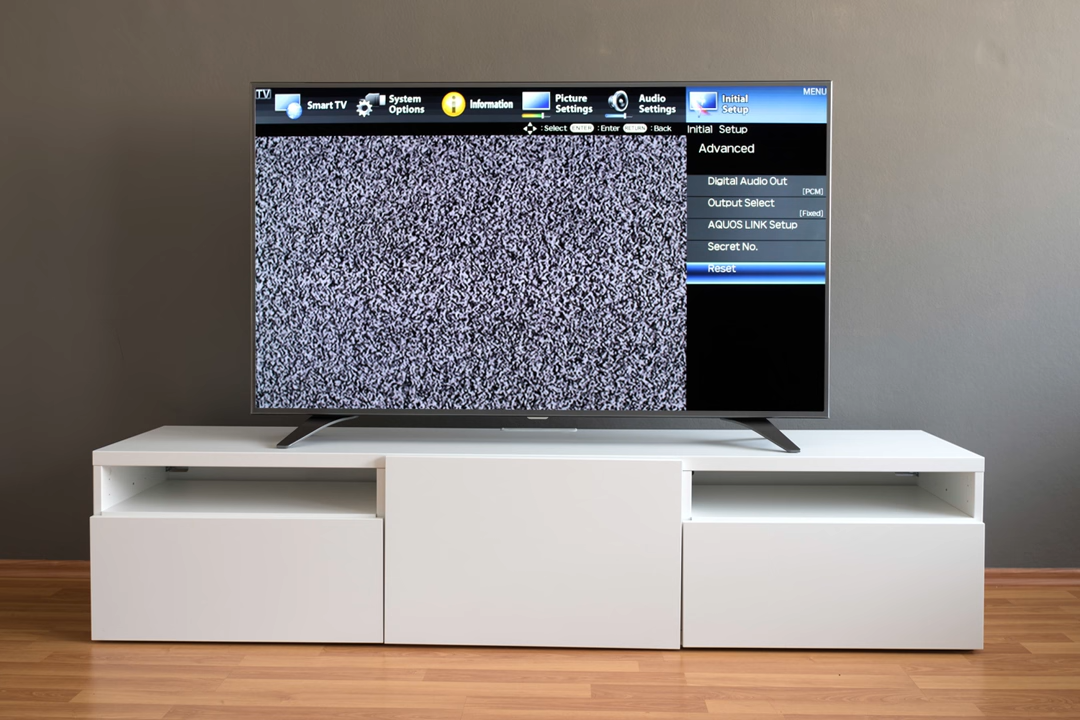 TV
Smart TV
System
Options
Information
Picture
Settings
Audio
Settings
Initial
Setup
MENU
:Select ENTER :Enter RETURN :Back
Initial Setup
Advanced
Digital Audio Out
[PCM]
Output Select
[Fixed]
AQUOS LINK Setup
Secret No.
Reset